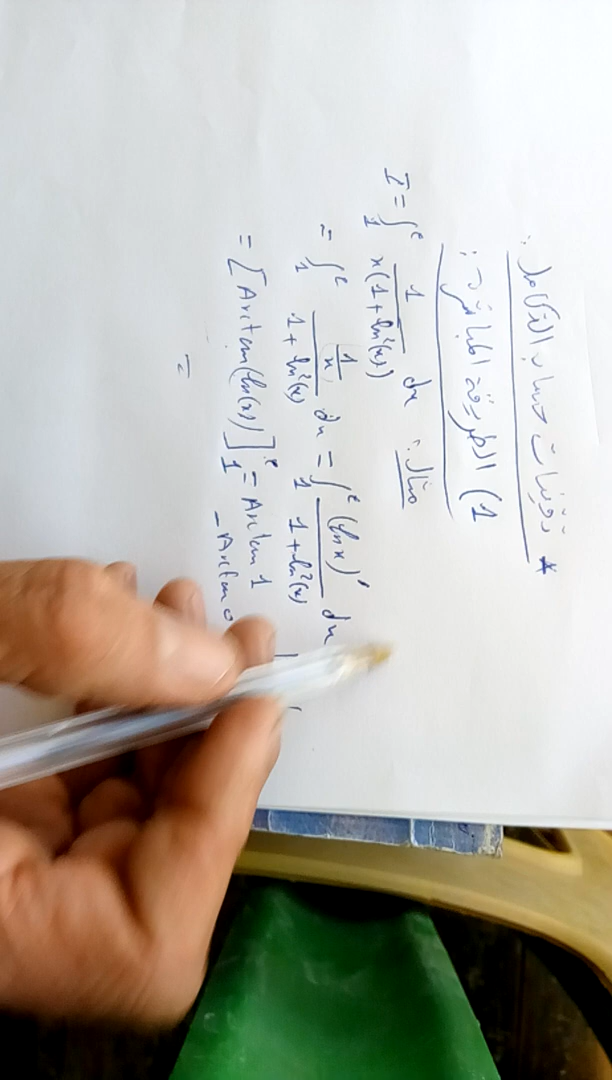 * تقنيات حساب التكامل :
1) الطريقة المباشرة :
مثال : I = ∫₁ᵉ 1/(x(1+ln²(x))) dx
= ∫₁ᵉ (1/x)/(1+ln²(x)) dx = ∫₁ᵉ (ln x)'/(1+ln²(x)) dx
= [Arctan(ln(x))]₁ᵉ = Arctan 1
- Arctan 0
=